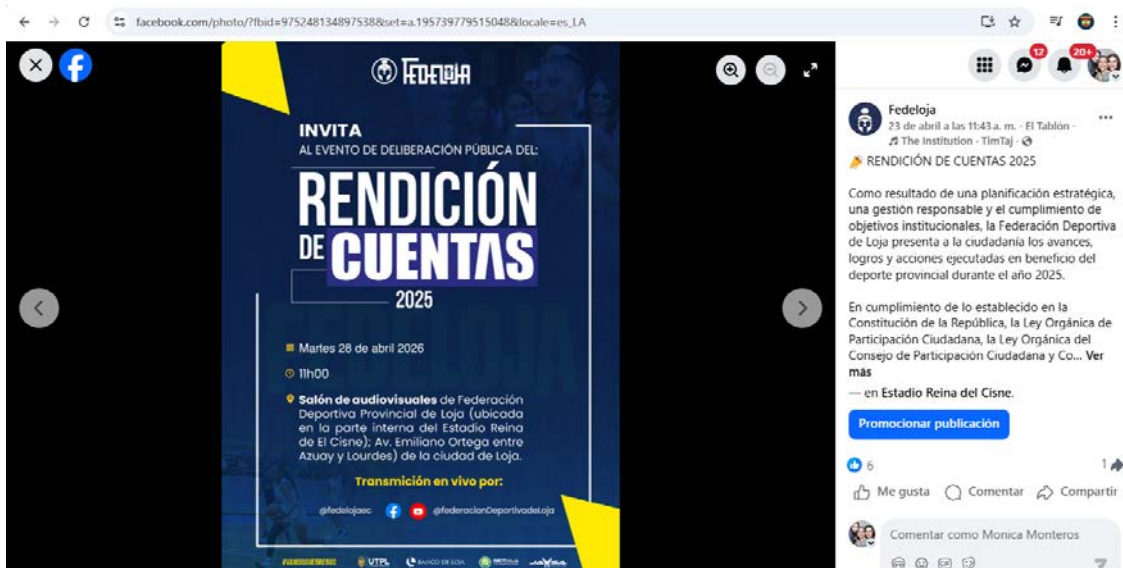 facebook.com/photo/?fbid=975248134897538&set=a.195739779515048&locale=es_LA
FEDELOJA
INVITA
AL EVENTO DE DELIBERACIÓN PÚBLICA DEL:
RENDICIÓN
DE CUENTAS
2025
Martes 28 de abril 2026
11h00
Salón de audiovisuales de Federación
Deportiva Provincial de Loja (ubicada
en la parte interna del Estadio Reina
de El Cisne); Av. Emiliano Ortega entre
Azuay y Lourdes) de la ciudad de Loja.
Transmición en vivo por:
@fedelojaec
@federacionDeportivadeLoja
#VAMOSGUERREROS
UTPL
BANCO DE LOJA
12
20+
Fedeloja
23 de abril a las 11:43 a. m. · El Tablón ·
The Institution · TimTaj ·
RENDICIÓN DE CUENTAS 2025
Como resultado de una planificación estratégica,
una gestión responsable y el cumplimiento de
objetivos institucionales, la Federación Deportiva
de Loja presenta a la ciudadanía los avances,
logros y acciones ejecutadas en beneficio del
deporte provincial durante el año 2025.
En cumplimiento de lo establecido en la
Constitución de la República, la Ley Orgánica de
Participación Ciudadana, la Ley Orgánica del
Consejo de Participación Ciudadana y Co... Ver
más
— en Estadio Reina del Cisne.
Promocionar publicación
6
1
Me gusta
Comentar
Compartir
Comentar como Monica Monteros